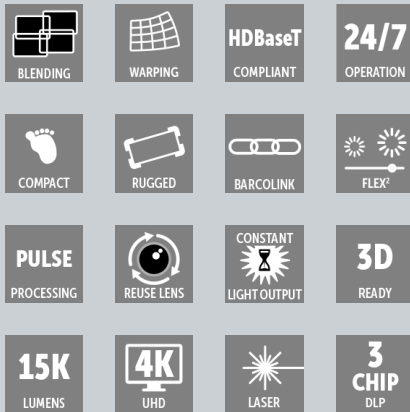 BLENDING
WARPING
HDBaseT
COMPLIANT
24/7
OPERATION
COMPACT
RUGGED
BARCOLINK
FLEX²
PULSE
PROCESSING
REUSE LENS
CONSTANT
LIGHT OUTPUT
3D
READY
15K
LUMENS
4K
UHD
LASER
3
CHIP
DLP